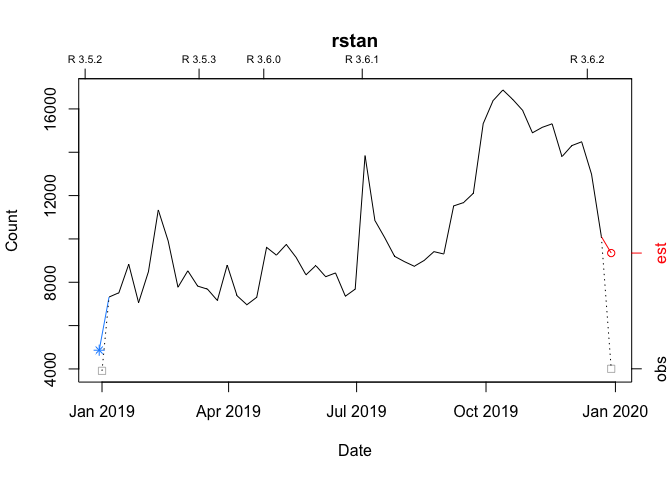 rstan
R 3.5.2 R 3.5.3 R 3.6.0 R 3.6.1 R 3.6.2
16000
12000
8000
4000
Count
est
obs
Jan 2019 Apr 2019 Jul 2019 Oct 2019 Jan 2020
Date